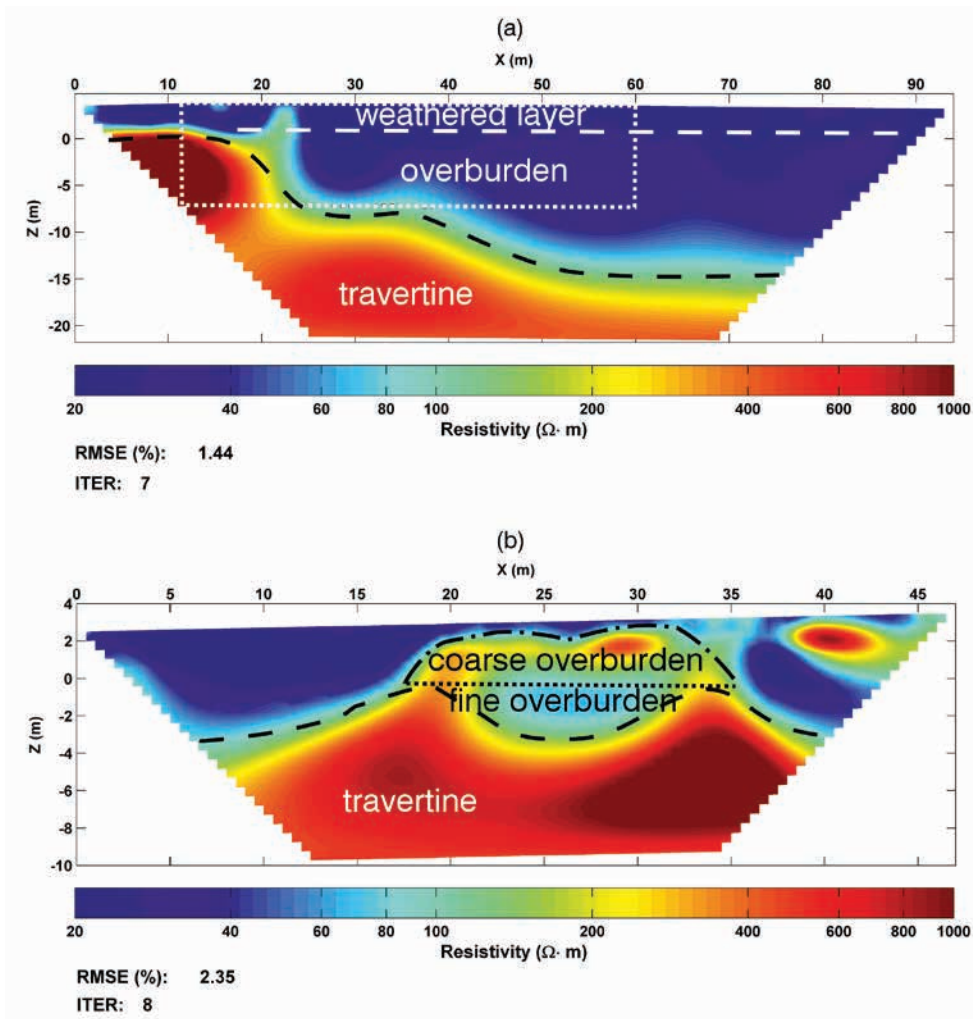 (a)
X (m)
0 10 20 30 40 50 60 70 80 90
weathered layer
0
overburden
-5
Z (m)
-10
-15
travertine
-20
20 40 60 80 100 200 400 600 800 1000
Resistivity (Ω· m)
RMSE (%): 1.44
ITER: 7
(b)
X (m)
0 5 10 15 20 25 30 35 40 45
4
2
coarse overburden
0
fine overburden
Z (m)
-2
-4
travertine
-6
-8
-10
20 40 60 80 100 200 400 600 800 1000
Resistivity (Ω· m)
RMSE (%): 2.35
ITER: 8